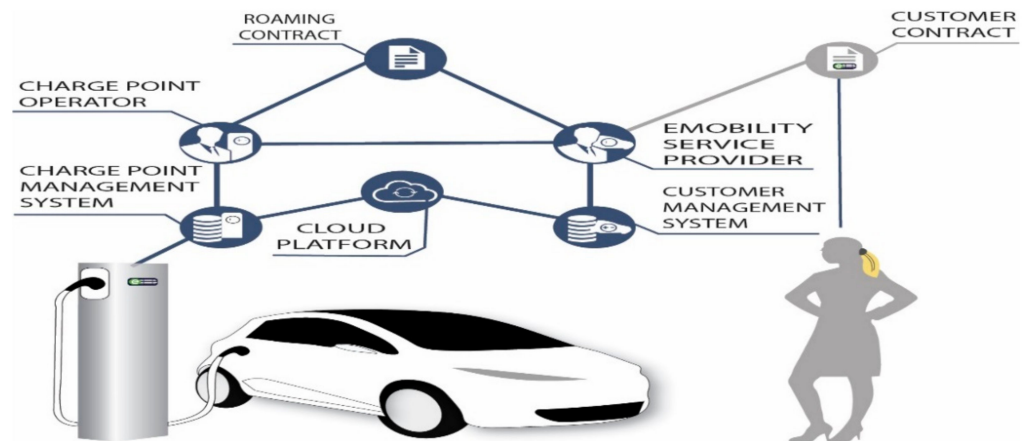 ROAMING
CONTRACT
CUSTOMER
CONTRACT
CHARGE POINT
OPERATOR
EMOBILITY
SERVICE
PROVIDER
CHARGE POINT
MANAGEMENT
SYSTEM
CLOUD
PLATFORM
CUSTOMER
MANAGEMENT
SYSTEM